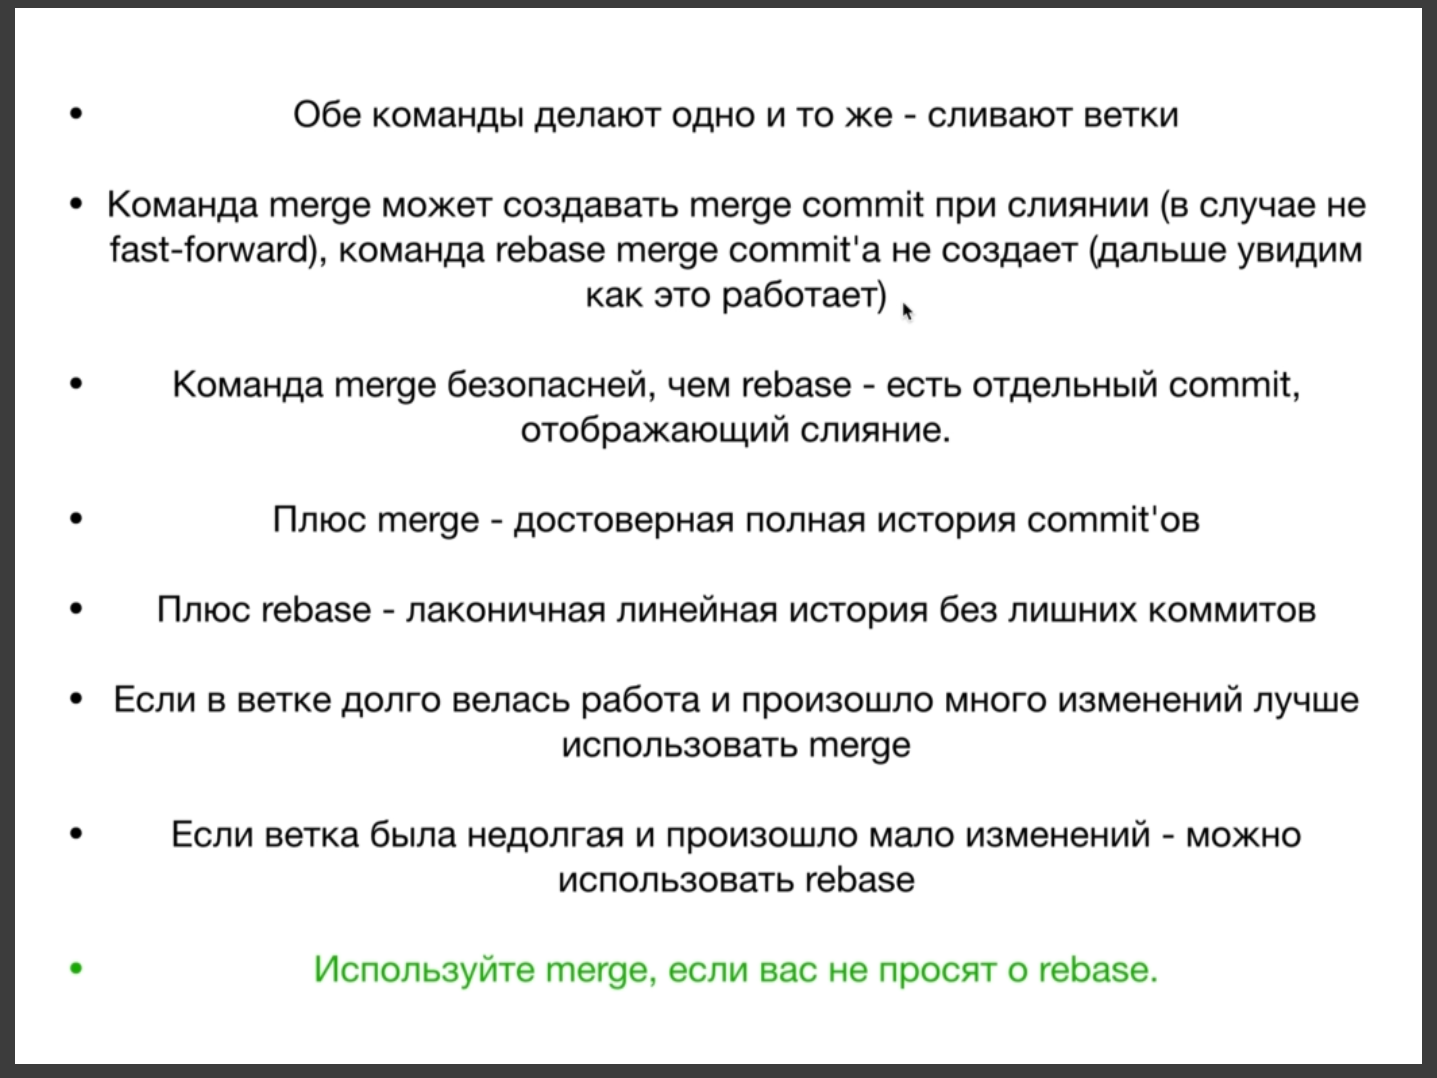 • Обе команды делают одно и то же - сливают ветки
• Команда merge может создавать merge commit при слиянии (в случае не
fast-forward), команда rebase merge commit'а не создает (дальше увидим
как это работает)
• Команда merge безопасней, чем rebase - есть отдельный commit,
отображающий слияние.
• Плюс merge - достоверная полная история commit'ов
• Плюс rebase - лаконичная линейная история без лишних коммитов
• Если в ветке долго велась работа и произошло много изменений лучше
использовать merge
• Если ветка была недолгая и произошло мало изменений - можно
использовать rebase
• Используйте merge, если вас не просят о rebase.